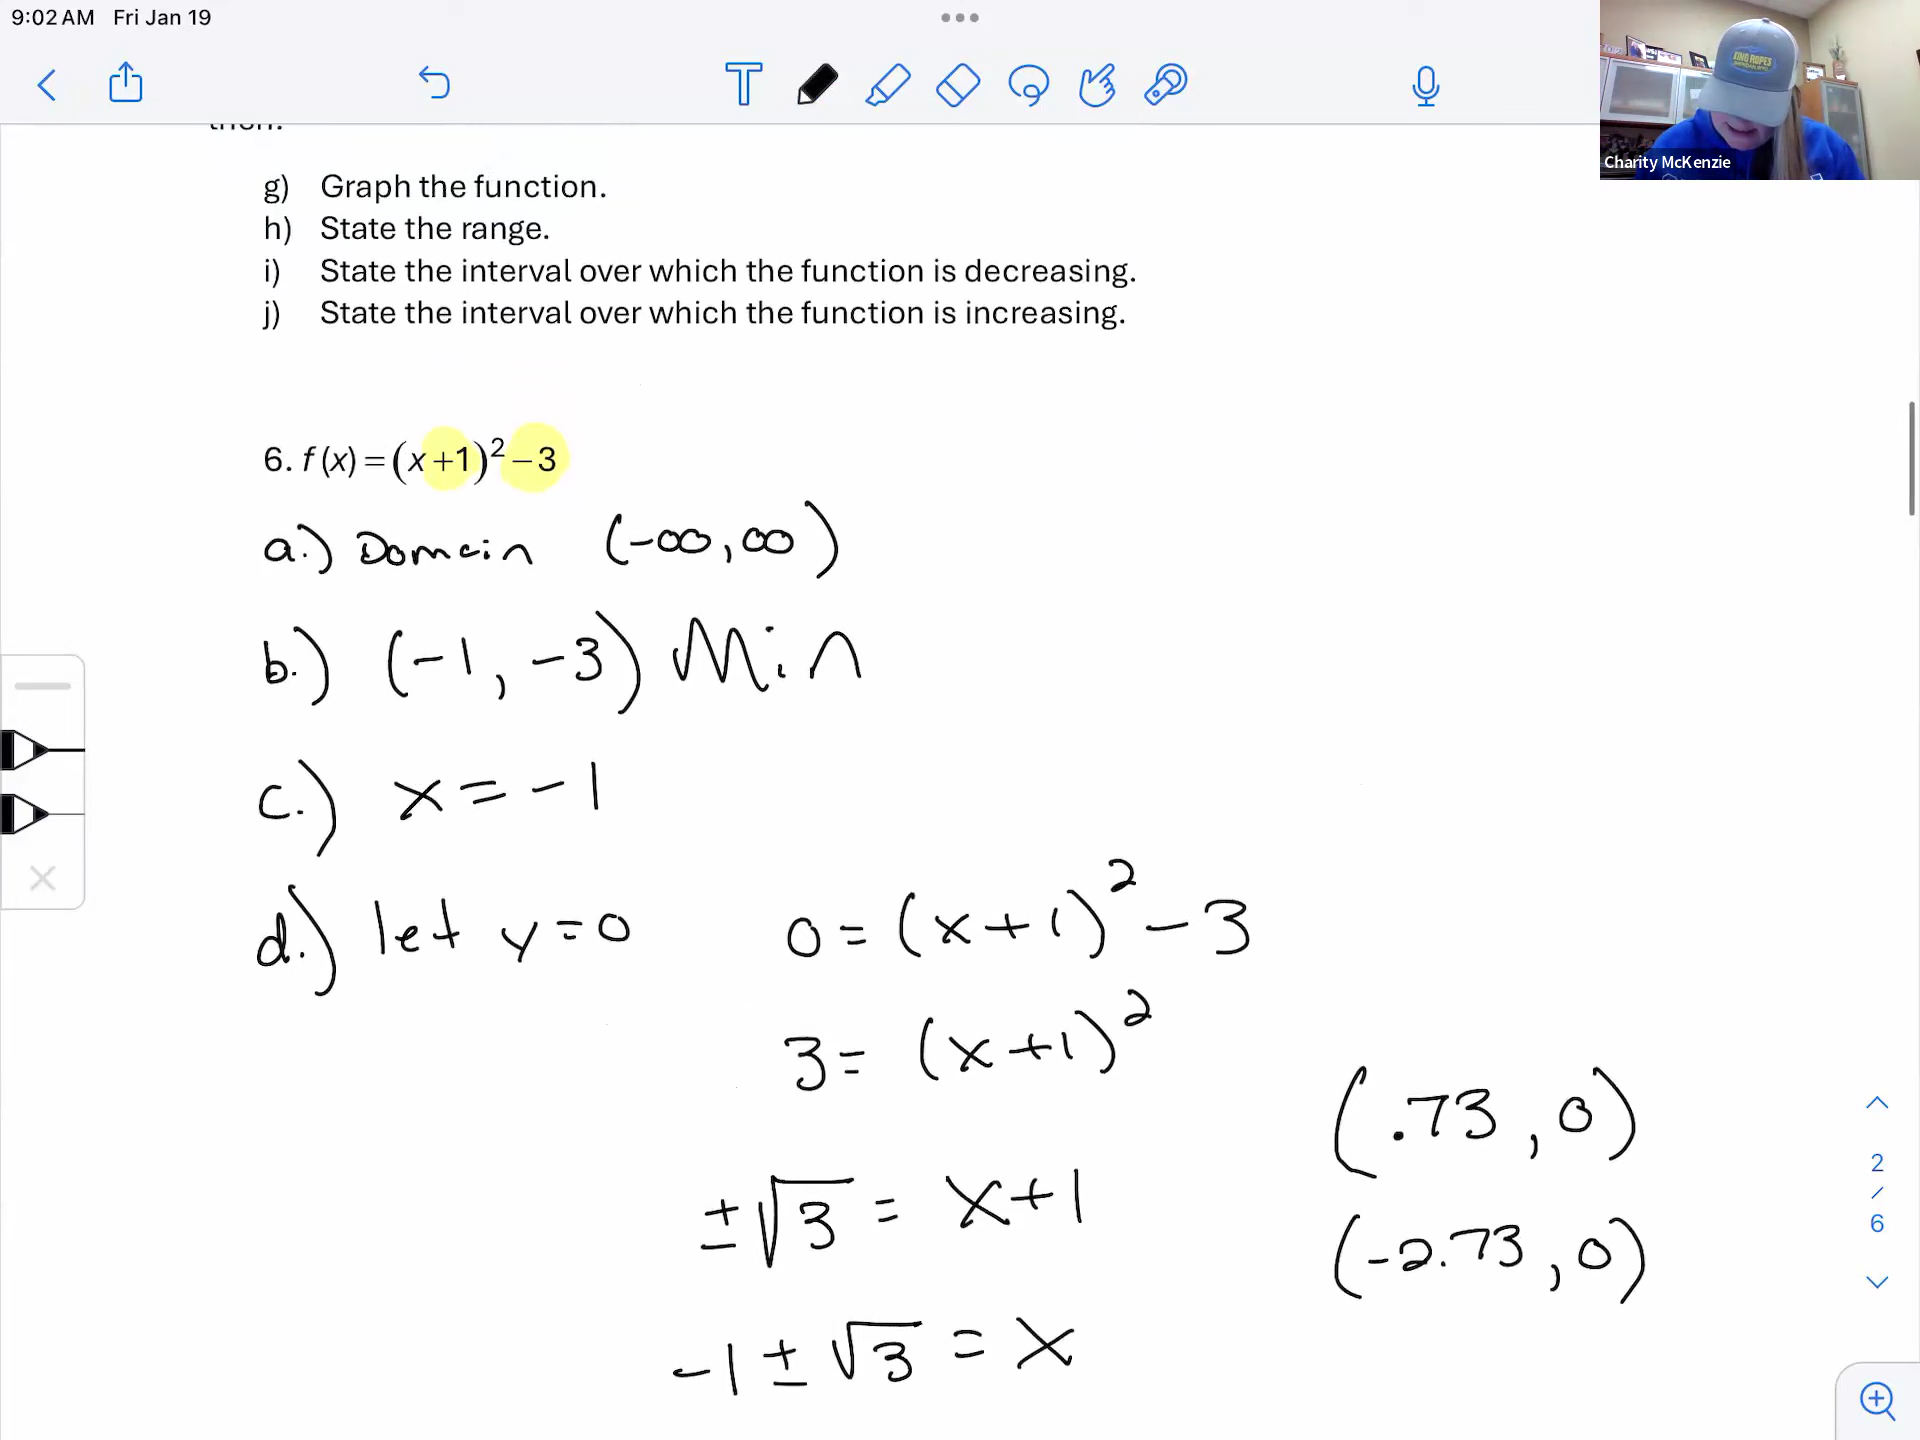 9:02 AM Fri Jan 19
then:
g) Graph the function.
h) State the range.
i) State the interval over which the function is decreasing.
j) State the interval over which the function is increasing.
6. f(x) = (x+1)² − 3
a.) Domain (-∞, ∞)
b.) (-1, -3) Min
c.) x = -1
d.) let y = 0
0 = (x+1)² - 3
3 = (x+1)²
±√3 = x+1
-1 ± √3 = x
(.73, 0)
(-2.73, 0)
Charity McKenzie
KING ROPES
2
/
6